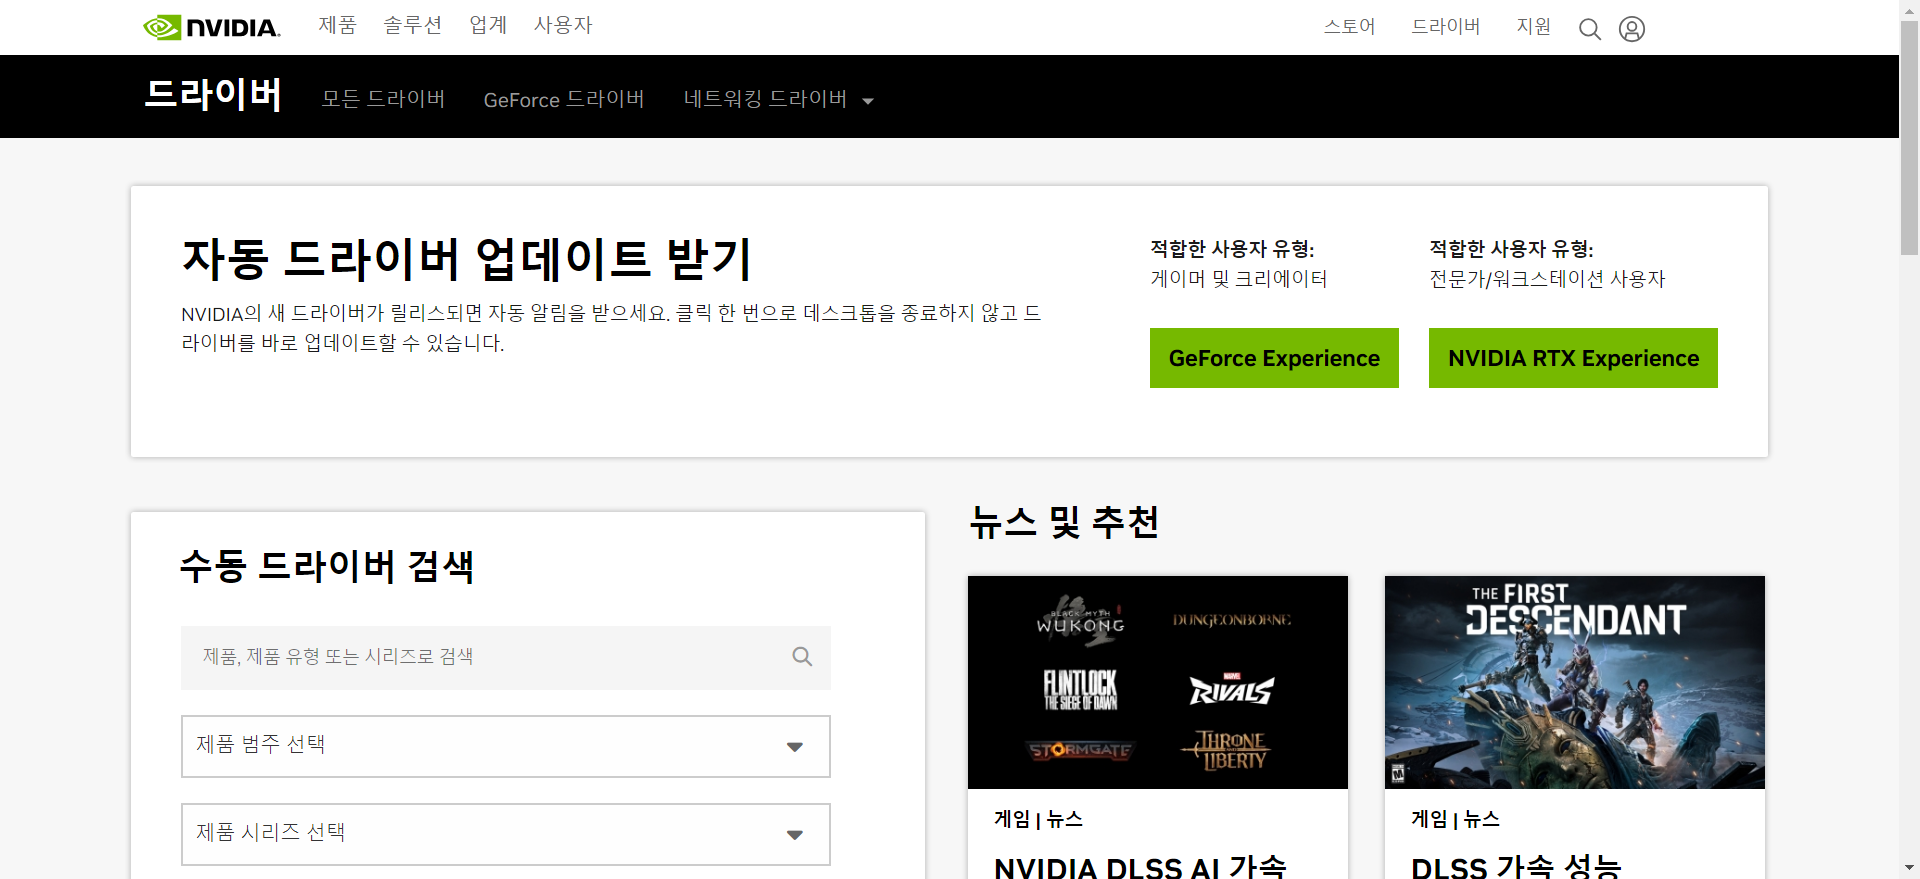 NVIDIA.
제품 솔루션 업계 사용자
스토어 드라이버 지원
드라이버 모든 드라이버 GeForce 드라이버 네트워킹 드라이버
자동 드라이버 업데이트 받기
NVIDIA의 새 드라이버가 릴리스되면 자동 알림을 받으세요. 클릭 한 번으로 데스크톱을 종료하지 않고 드
라이버를 바로 업데이트할 수 있습니다.
적합한 사용자 유형:
게이머 및 크리에이터
GeForce Experience
적합한 사용자 유형:
전문가/워크스테이션 사용자
NVIDIA RTX Experience
수동 드라이버 검색
제품, 제품 유형 또는 시리즈로 검색
제품 범주 선택
제품 시리즈 선택
뉴스 및 추천
BLACK MYTH
WUKONG
DUNGEONBORNE
FLINTLOCK
THE SIEGE OF DAWN
MARVEL
RIVALS
STORMGATE
THRONE
AND
LIBERTY
게임 | 뉴스
NVIDIA DLSS AI 가속
THE FIRST
DESCENDANT
게임 | 뉴스
DLSS 가속 성능